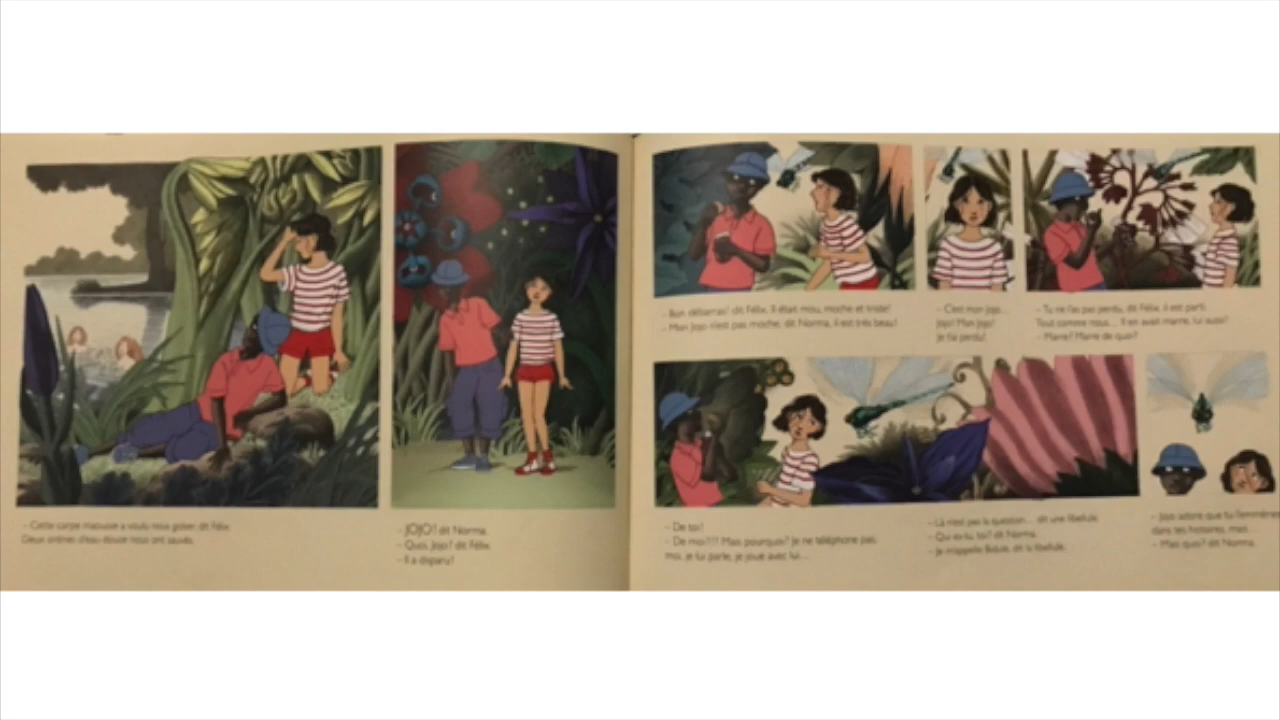 – Cette carpe maousse a voulu nous gober, dit Félix.
Deux sirènes d'eau douce nous ont sauvés.
– JOJO! dit Norma.
– Quoi, Jojo? dit Félix.
– Il a disparu!
– Bon débarras! dit Félix. Il était mou, moche et triste!
– Mon Jojo n'est pas moche, dit Norma, il est très beau!
– C'est mon Jojo...
Jojo! Mon Jojo!
Je t'ai perdu!
– Tu ne l'as pas perdu, dit Félix, il est parti.
Tout comme nous... Il en avait marre, lui aussi?
– Marre? Marre de quoi?
– De toi!
– De moi!!!? Mais pourquoi? Je ne téléphone pas,
moi, je lui parle, je joue avec lui...
– Là n'est pas la question... dit une libellule.
– Qui es-tu, toi? dit Norma.
– Je m'appelle Bidule, dit la libellule.
– Jojo adore que tu l'emmènes
dans tes histoires, mais...
– Mais quoi? dit Norma.